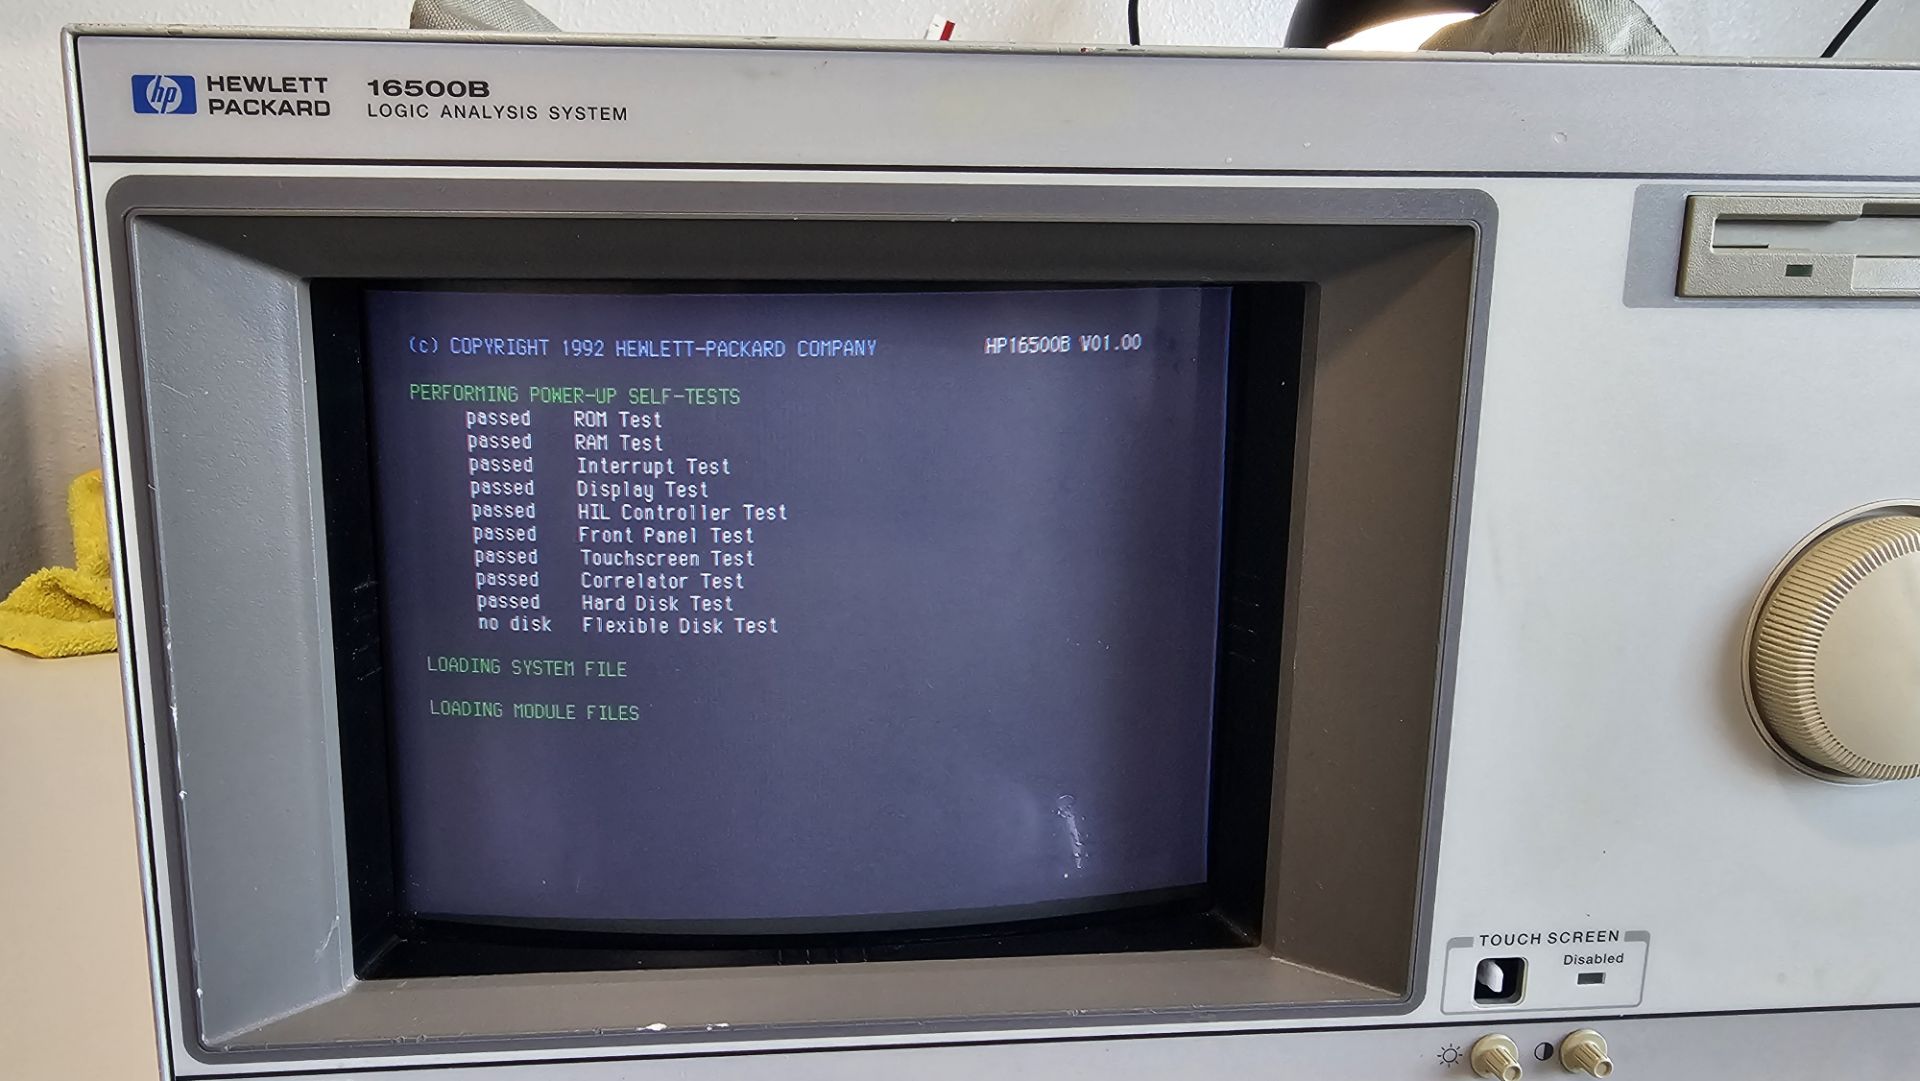 hp HEWLETT PACKARD
16500B
LOGIC ANALYSIS SYSTEM
(c) COPYRIGHT 1992 HEWLETT-PACKARD COMPANY HP16500B V01.00
PERFORMING POWER-UP SELF-TESTS
passed ROM Test
passed RAM Test
passed Interrupt Test
passed Display Test
passed HIL Controller Test
passed Front Panel Test
passed Touchscreen Test
passed Correlator Test
passed Hard Disk Test
no disk Flexible Disk Test
LOADING SYSTEM FILE
LOADING MODULE FILES
TOUCH SCREEN
Disabled